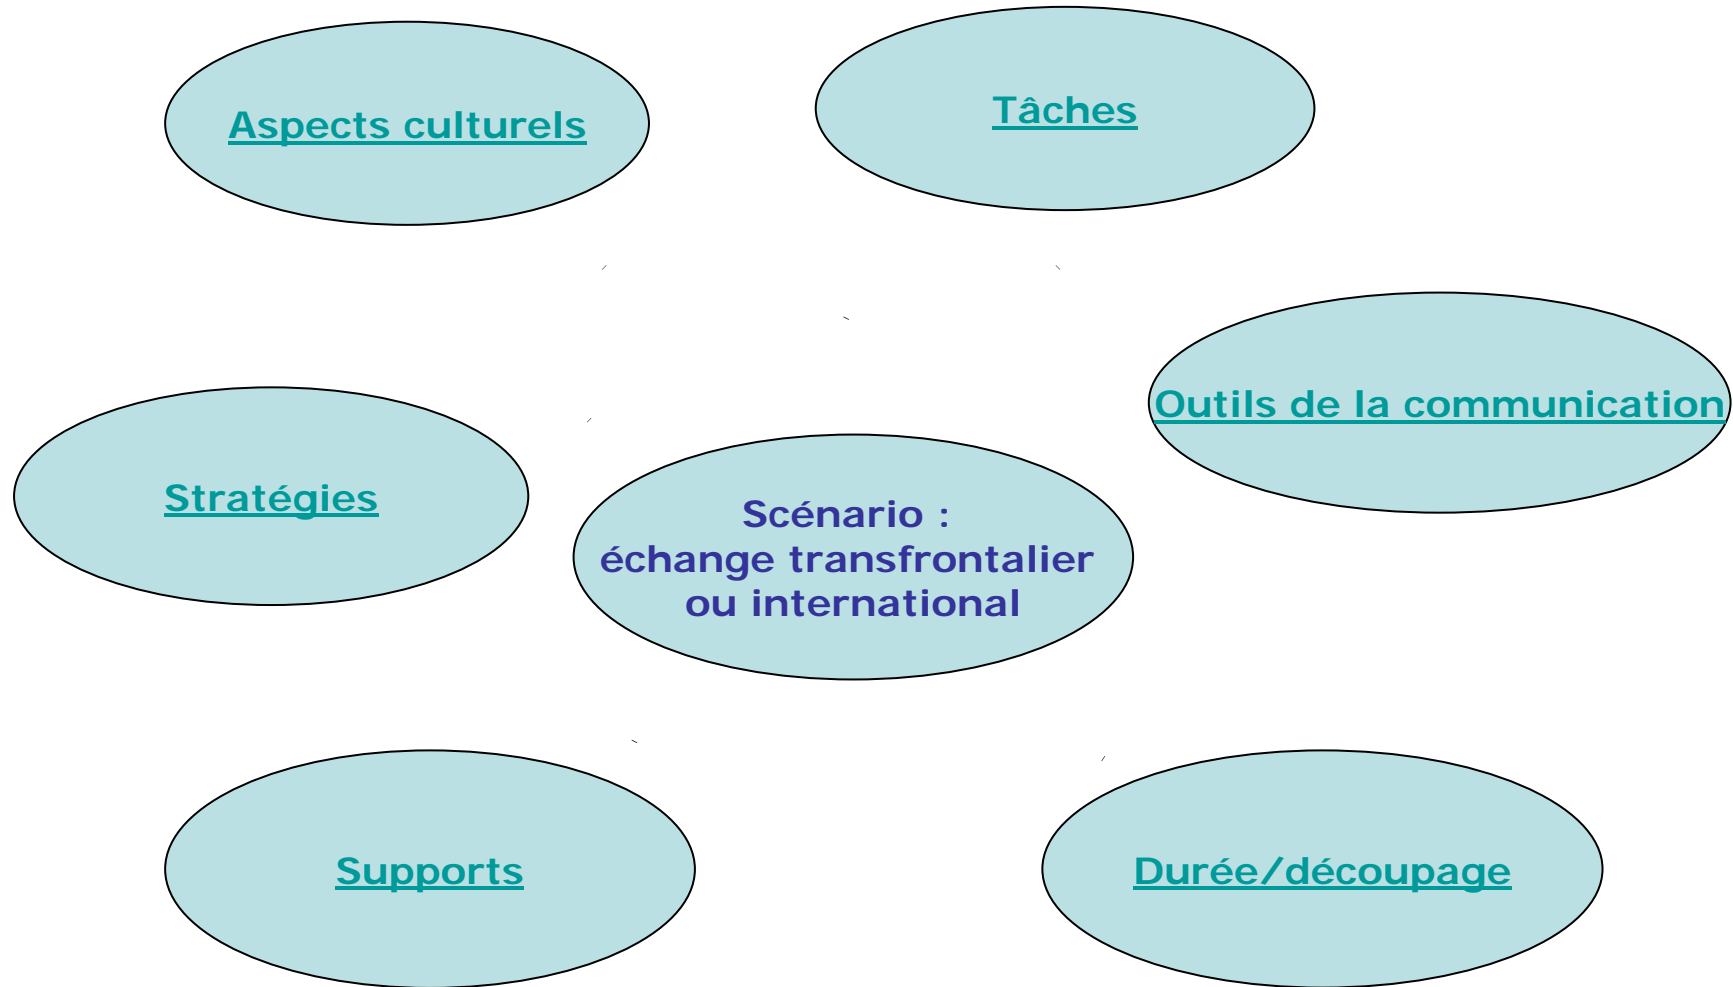 Aspects culturels
Tâches
Outils de la communication
Stratégies
Scénario :
échange transfrontalier
ou international
Supports
Durée/découpage